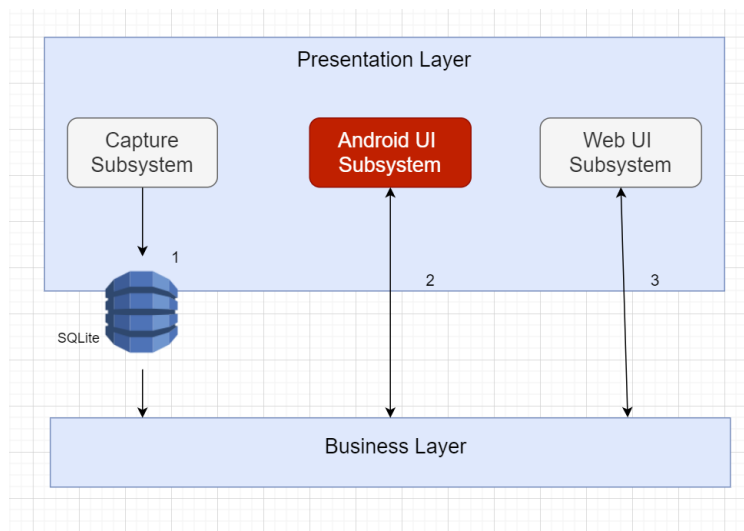 Presentation Layer
Capture
Subsystem
Android UI
Subsystem
Web UI
Subsystem
1
2
3
SQLite
Business Layer